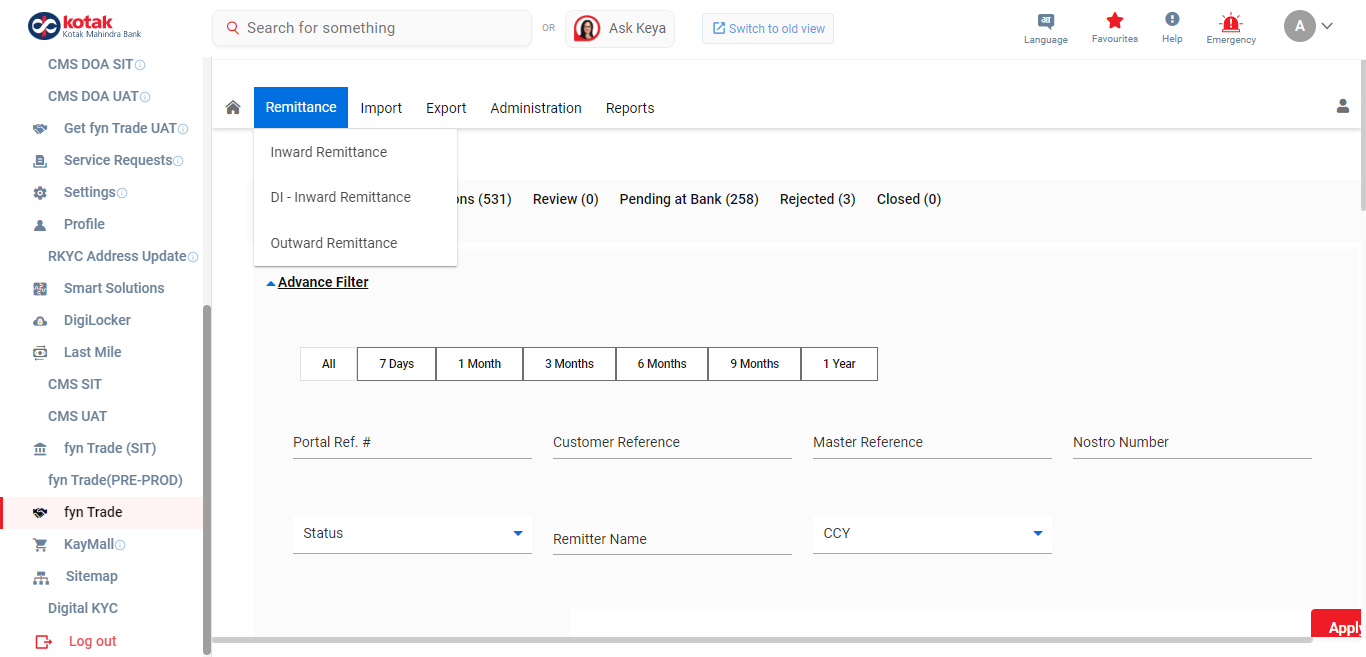 kotak
Kotak Mahindra Bank
Search for something
OR
Ask Keya
Switch to old view
Language
Favourites
Help
Emergency
A
CMS DOA SIT
CMS DOA UAT
Get fyn Trade UAT
Service Requests
Settings
Profile
RKYC Address Update
Smart Solutions
DigiLocker
Last Mile
CMS SIT
CMS UAT
fyn Trade (SIT)
fyn Trade(PRE-PROD)
fyn Trade
KayMall
Sitemap
Digital KYC
Log out
Remittance Import Export Administration Reports
Inward Remittance
DI - Inward Remittance
Outward Remittance
ons (531) Review (0) Pending at Bank (258) Rejected (3) Closed (0)
Advance Filter
All 7 Days 1 Month 3 Months 6 Months 9 Months 1 Year
Portal Ref. # Customer Reference Master Reference Nostro Number
Status Remitter Name CCY
Apply